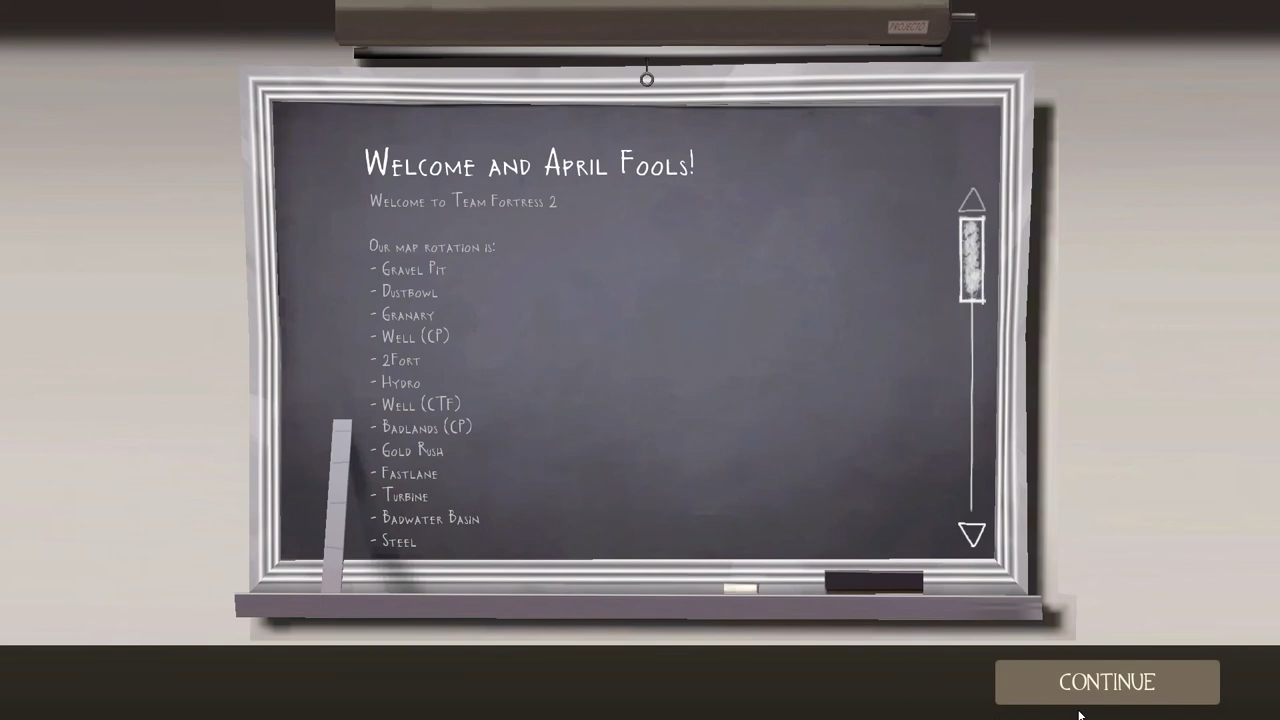 PROJECTO
Welcome and April Fools!
Welcome to Team Fortress 2
Our map rotation is:
- Gravel Pit
- Dustbowl
- Granary
- Well (CP)
- 2Fort
- Hydro
- Well (CTF)
- Badlands (CP)
- Gold Rush
- Fastlane
- Turbine
- Badwater Basin
- Steel
CONTINUE